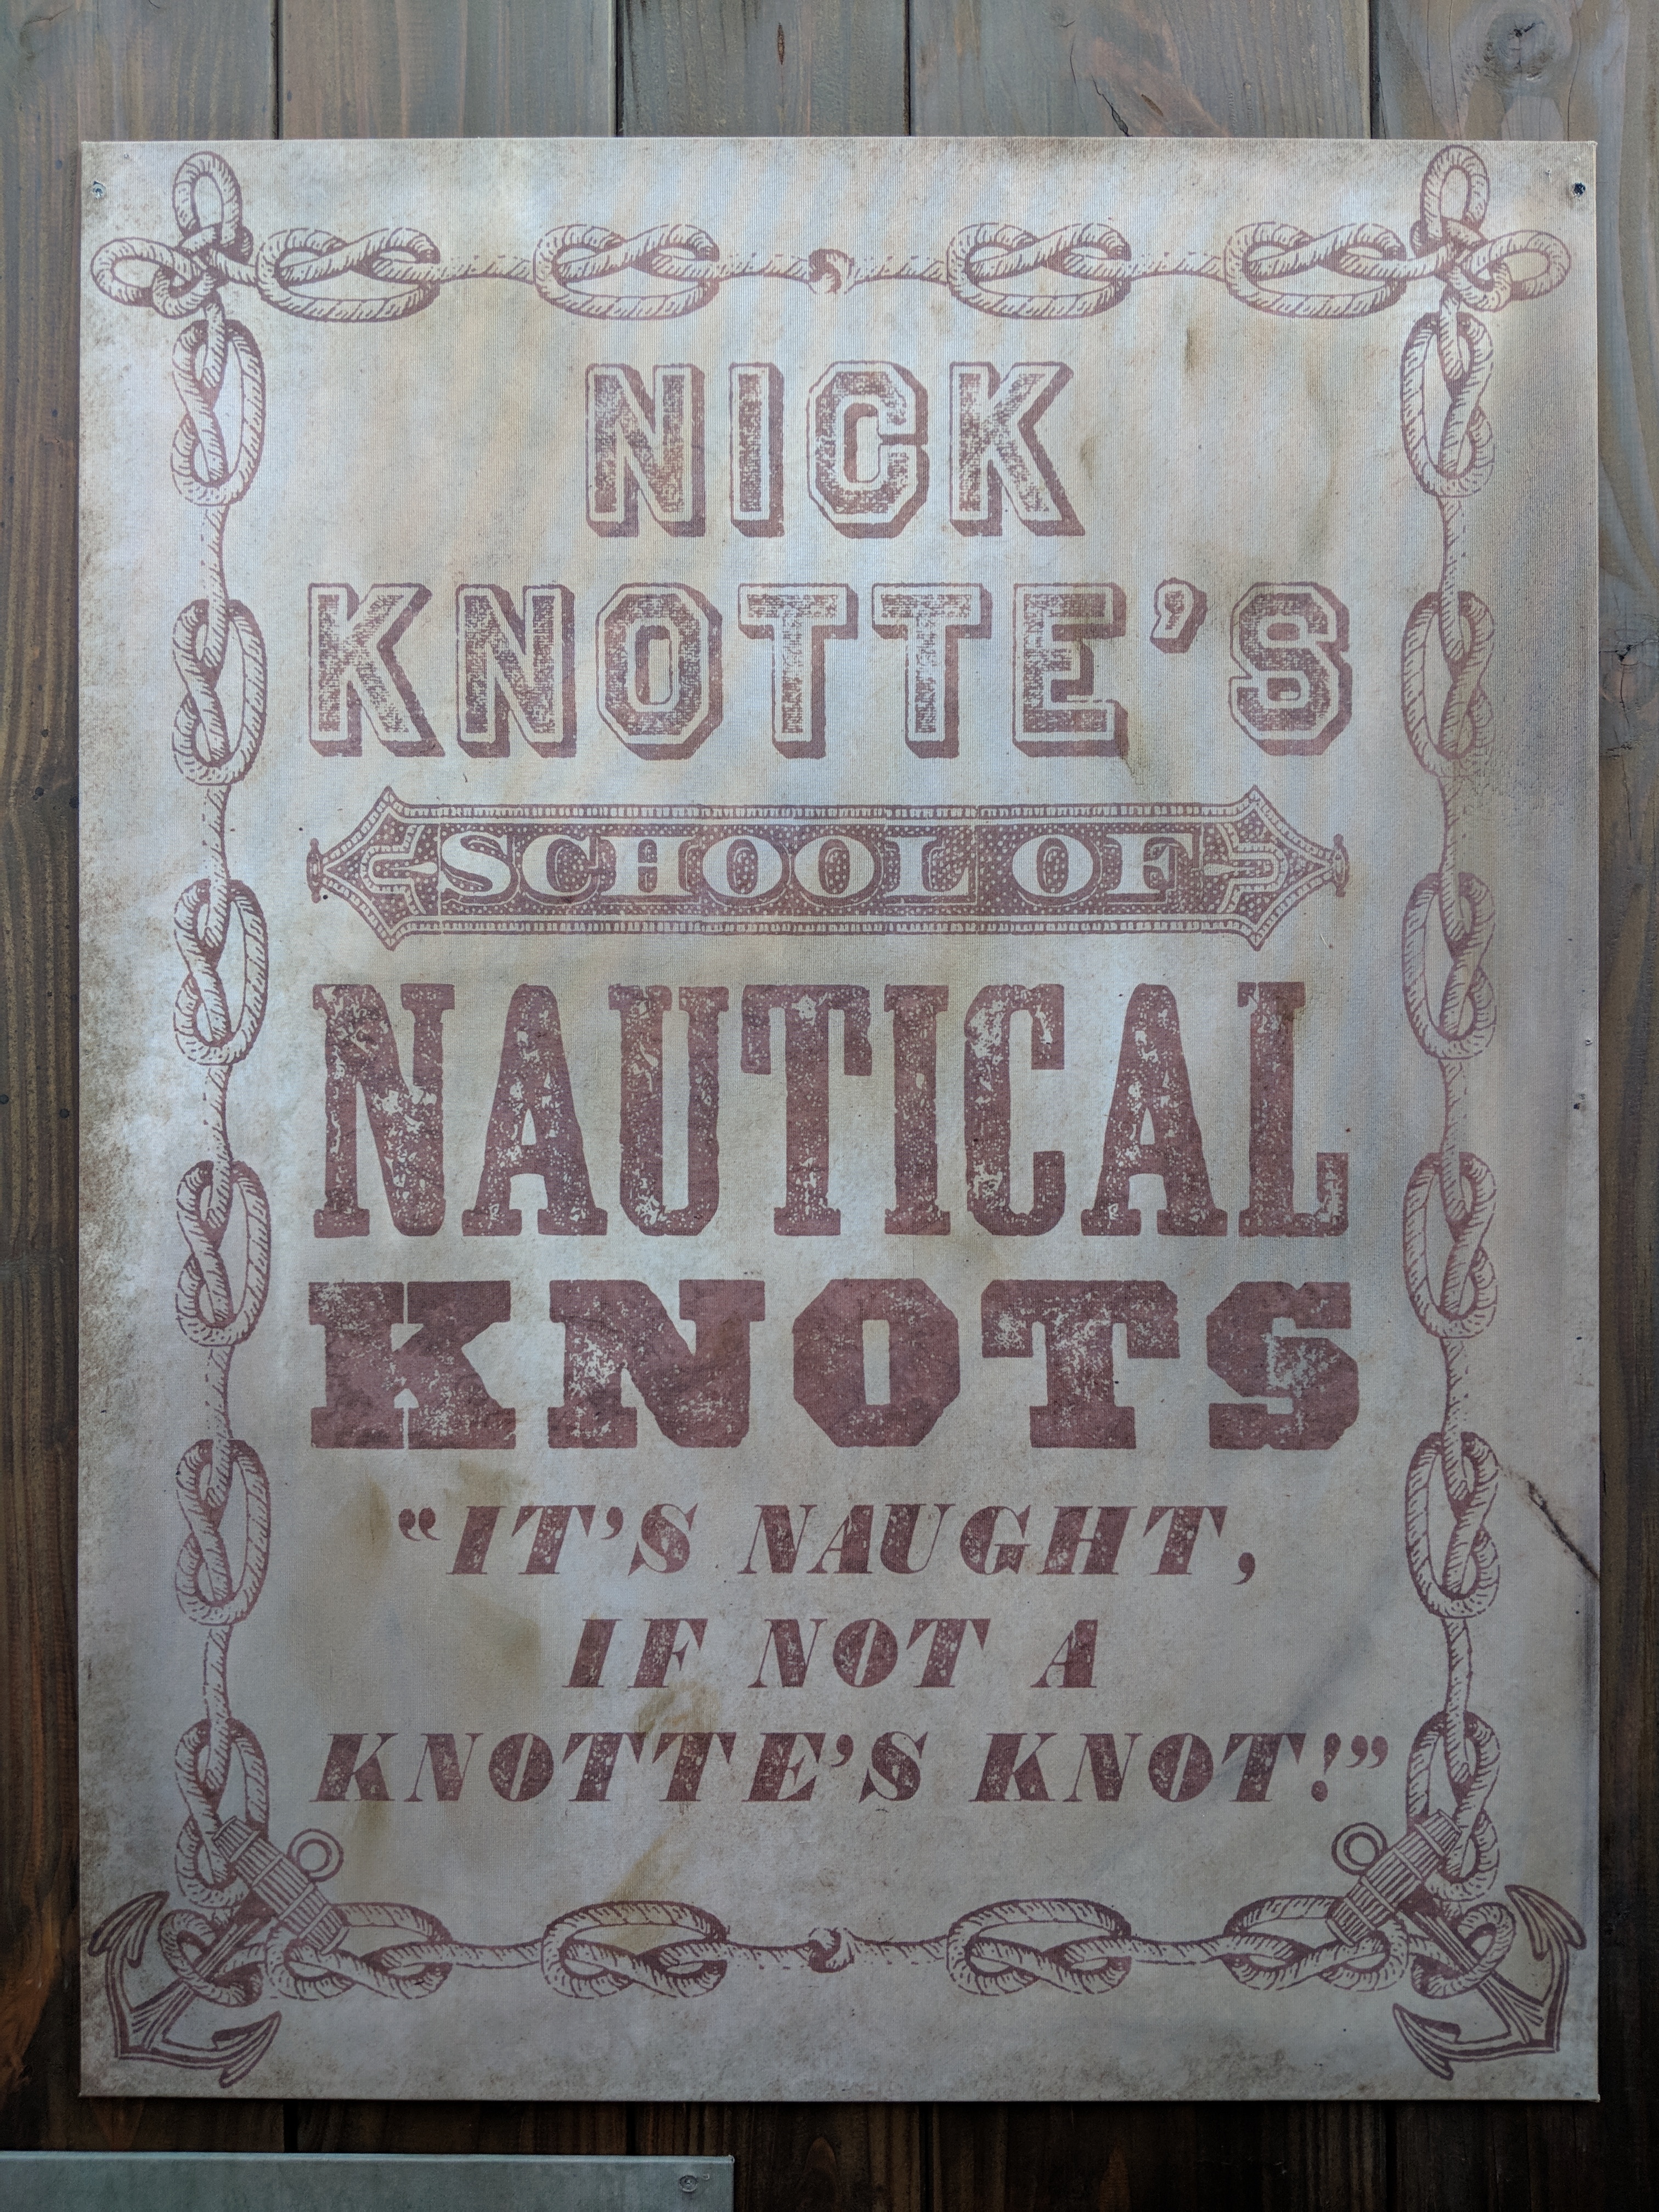 NICK
KNOTTE'S
SCHOOL OF
NAUTICAL
KNOTS
"IT'S NAUGHT,
IF NOT A
KNOTTE'S KNOT!"